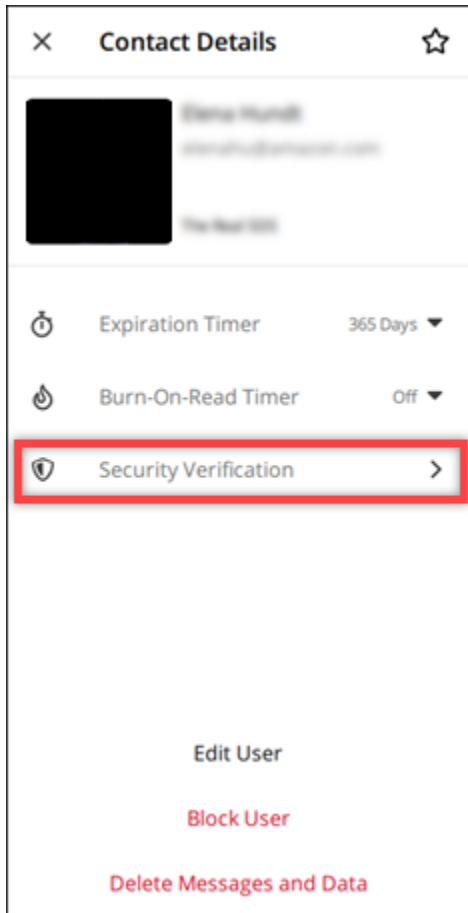 Contact Details
Expiration Timer 365 Days
Burn-On-Read Timer Off
Security Verification
Edit User
Block User
Delete Messages and Data